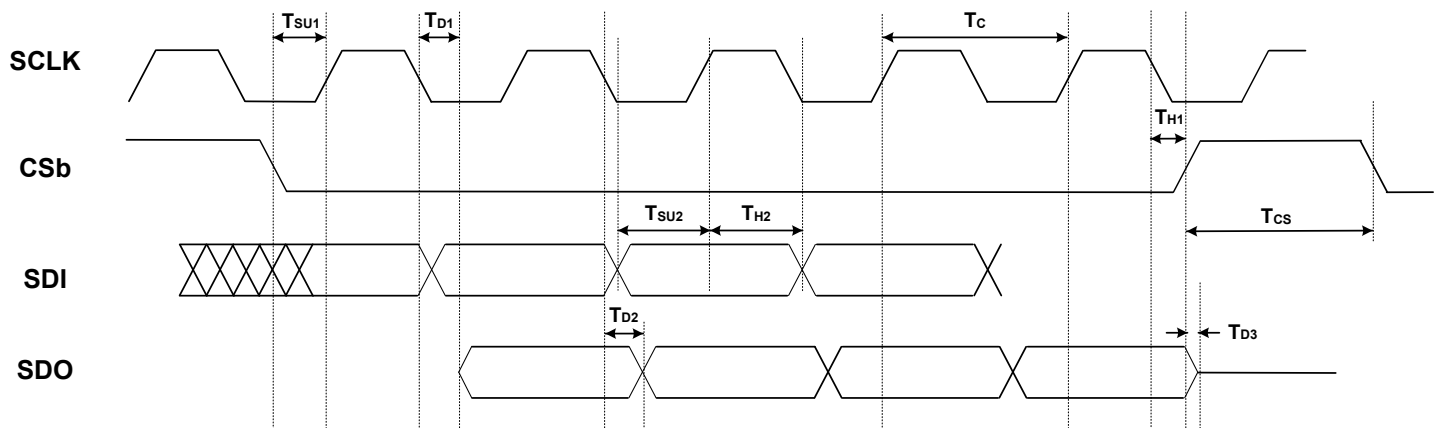 TSU1
TD1
TC
SCLK
TH1
CSb
TSU2
TH2
TCS
SDI
TD2
TD3
SDO